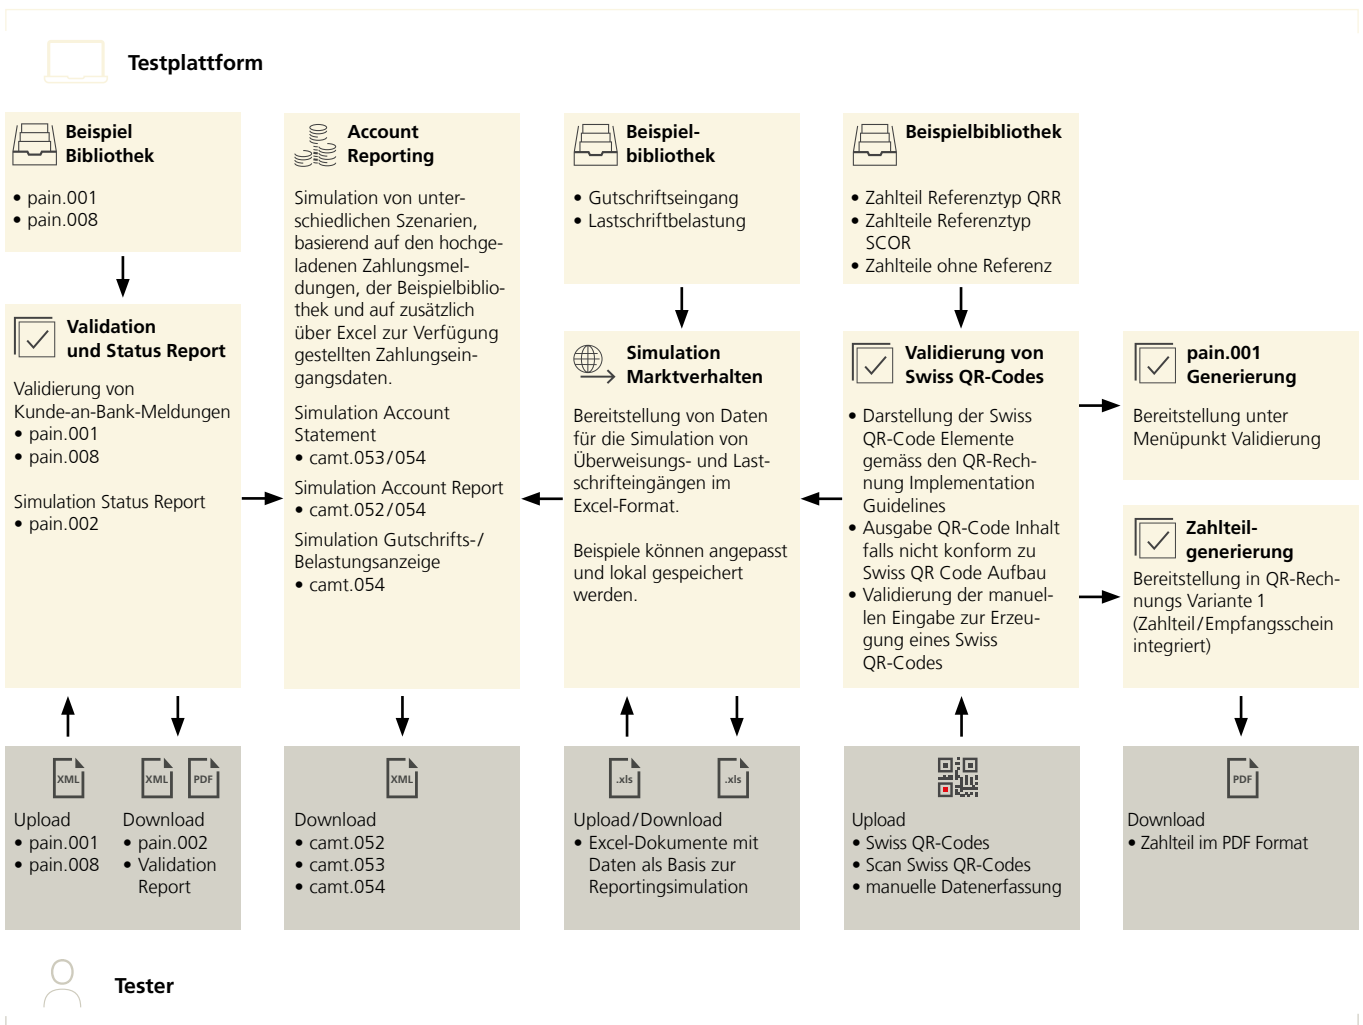 Testplattform
Beispiel
Bibliothek
• pain.001
• pain.008
Validation
und Status Report
Validierung von
Kunde-an-Bank-Meldungen
• pain.001
• pain.008
Simulation Status Report
• pain.002
XML
XML
PDF
Upload
• pain.001
• pain.008
Download
• pain.002
• Validation
Report
Account
Reporting
Simulation von unter-
schiedlichen Szenarien,
basierend auf den hochge-
ladenen Zahlungsmel-
dungen, der Beispielbiblio-
thek und auf zusätzlich
über Excel zur Verfügung
gestellten Zahlungsein-
gangsdaten.
Simulation Account
Statement
• camt.053/054
Simulation Account Report
• camt.052/054
Simulation Gutschrifts-/
Belastungsanzeige
• camt.054
XML
Download
• camt.052
• camt.053
• camt.054
Beispiel-
bibliothek
• Gutschriftseingang
• Lastschriftbelastung
Simulation
Marktverhalten
Bereitstellung von Daten
für die Simulation von
Überweisungs- und Last-
schrifteingängen im
Excel-Format.
Beispiele können angepasst
und lokal gespeichert
werden.
.xls
.xls
Upload/Download
• Excel-Dokumente mit
Daten als Basis zur
Reportingsimulation
Beispielbibliothek
• Zahlteil Referenztyp QRR
• Zahlteile Referenztyp
SCOR
• Zahlteile ohne Referenz
Validierung von
Swiss QR-Codes
• Darstellung der Swiss
QR-Code Elemente
gemäss den QR-Rech-
nung Implementation
Guidelines
• Ausgabe QR-Code Inhalt
falls nicht konform zu
Swiss QR Code Aufbau
• Validierung der manuel-
len Eingabe zur Erzeu-
gung eines Swiss
QR-Codes
Upload
• Swiss QR-Codes
• Scan Swiss QR-Codes
• manuelle Datenerfassung
pain.001
Generierung
Bereitstellung unter
Menüpunkt Validierung
Zahlteil-
generierung
Bereitstellung in QR-Rech-
nungs Variante 1
(Zahlteil/Empfangsschein
integriert)
PDF
Download
• Zahlteil im PDF Format
Tester